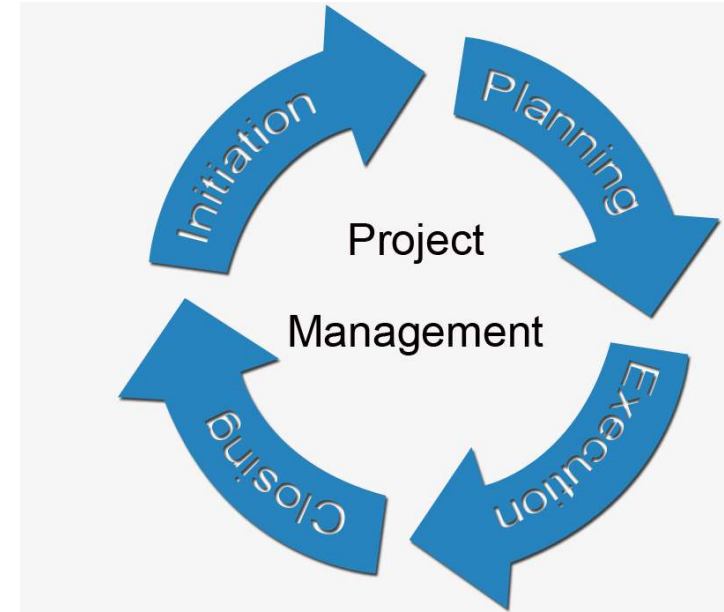 Initiation
Planning
Project
Management
Execution
Closing